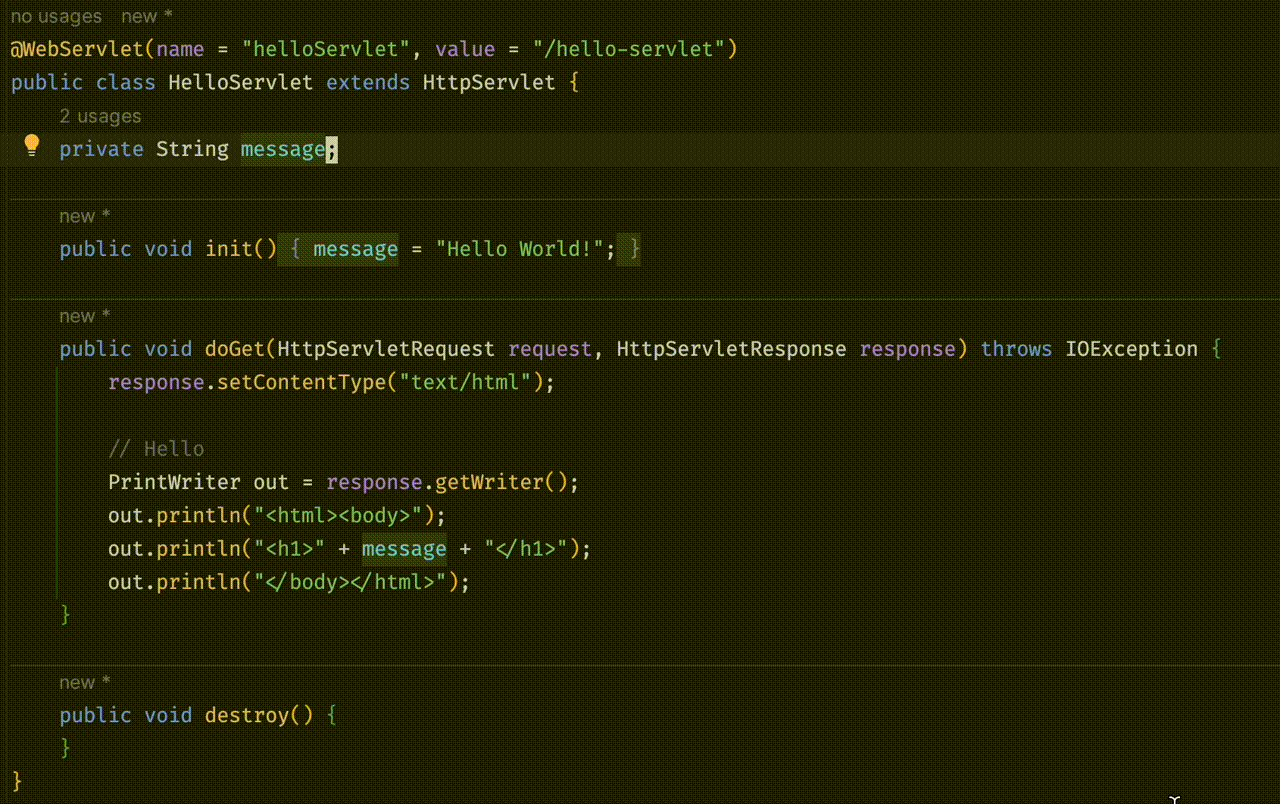 no usages   new *
@WebServlet(name = "helloServlet", value = "/hello-servlet")
public class HelloServlet extends HttpServlet {
    2 usages
    private String message;
    new *
    public void init() { message = "Hello World!"; }
    new *
    public void doGet(HttpServletRequest request, HttpServletResponse response) throws IOException {
        response.setContentType("text/html");
        // Hello
        PrintWriter out = response.getWriter();
        out.println("<html><body>");
        out.println("<h1>" + message + "</h1>");
        out.println("</body></html>");
    }
    new *
    public void destroy() {
    }
}